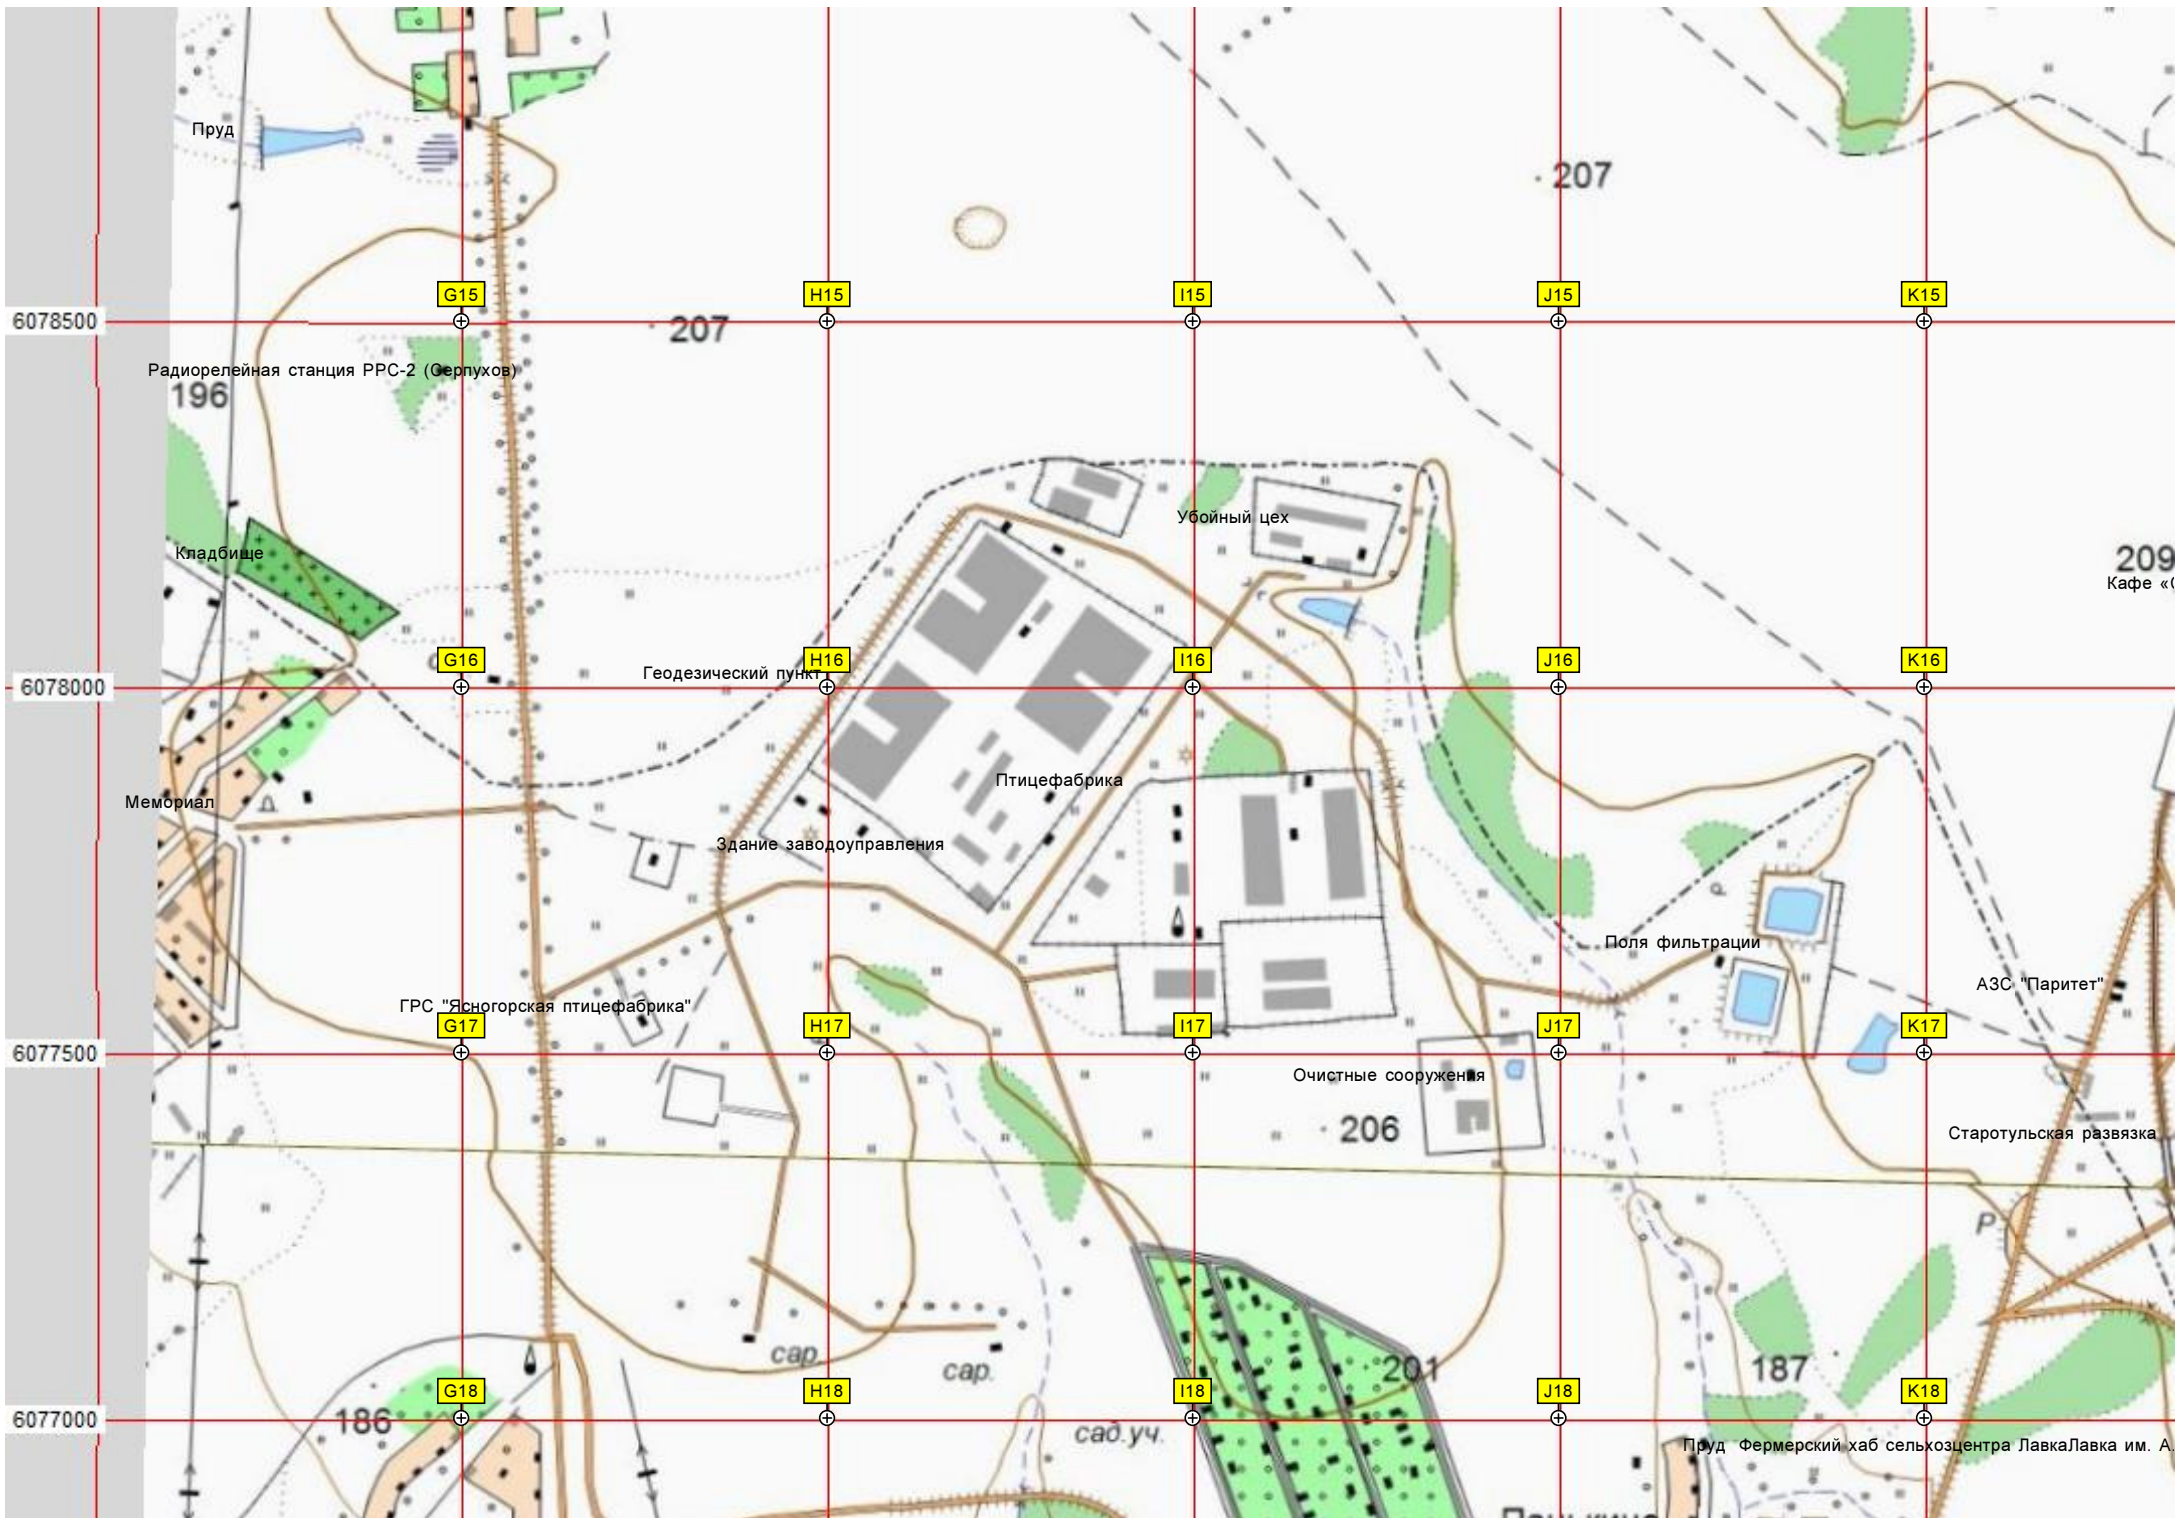 Пруд
207
G15
H15
I15
J15
K15
6078500
207
Радиорелейная станция РРС-2 (Серпухов)
196
Убойный цех
Кладбище
209
Кафе «
G16
H16
I16
J16
K16
Геодезический пункт
6078000
Птицефабрика
Мемориал
Здание заводоуправления
Поля фильтрации
АЗС "Паритет"
ГРС "Ясногорская птицефабрика"
G17
H17
I17
J17
K17
6077500
Очистные сооружения
206
Старотульская развязка
Р
сар.
сар.
201
187
G18
H18
I18
J18
K18
6077000
186
сад.уч.
Пруд
Фермерский хаб сельхозцентра ЛавкаЛавка им. А.